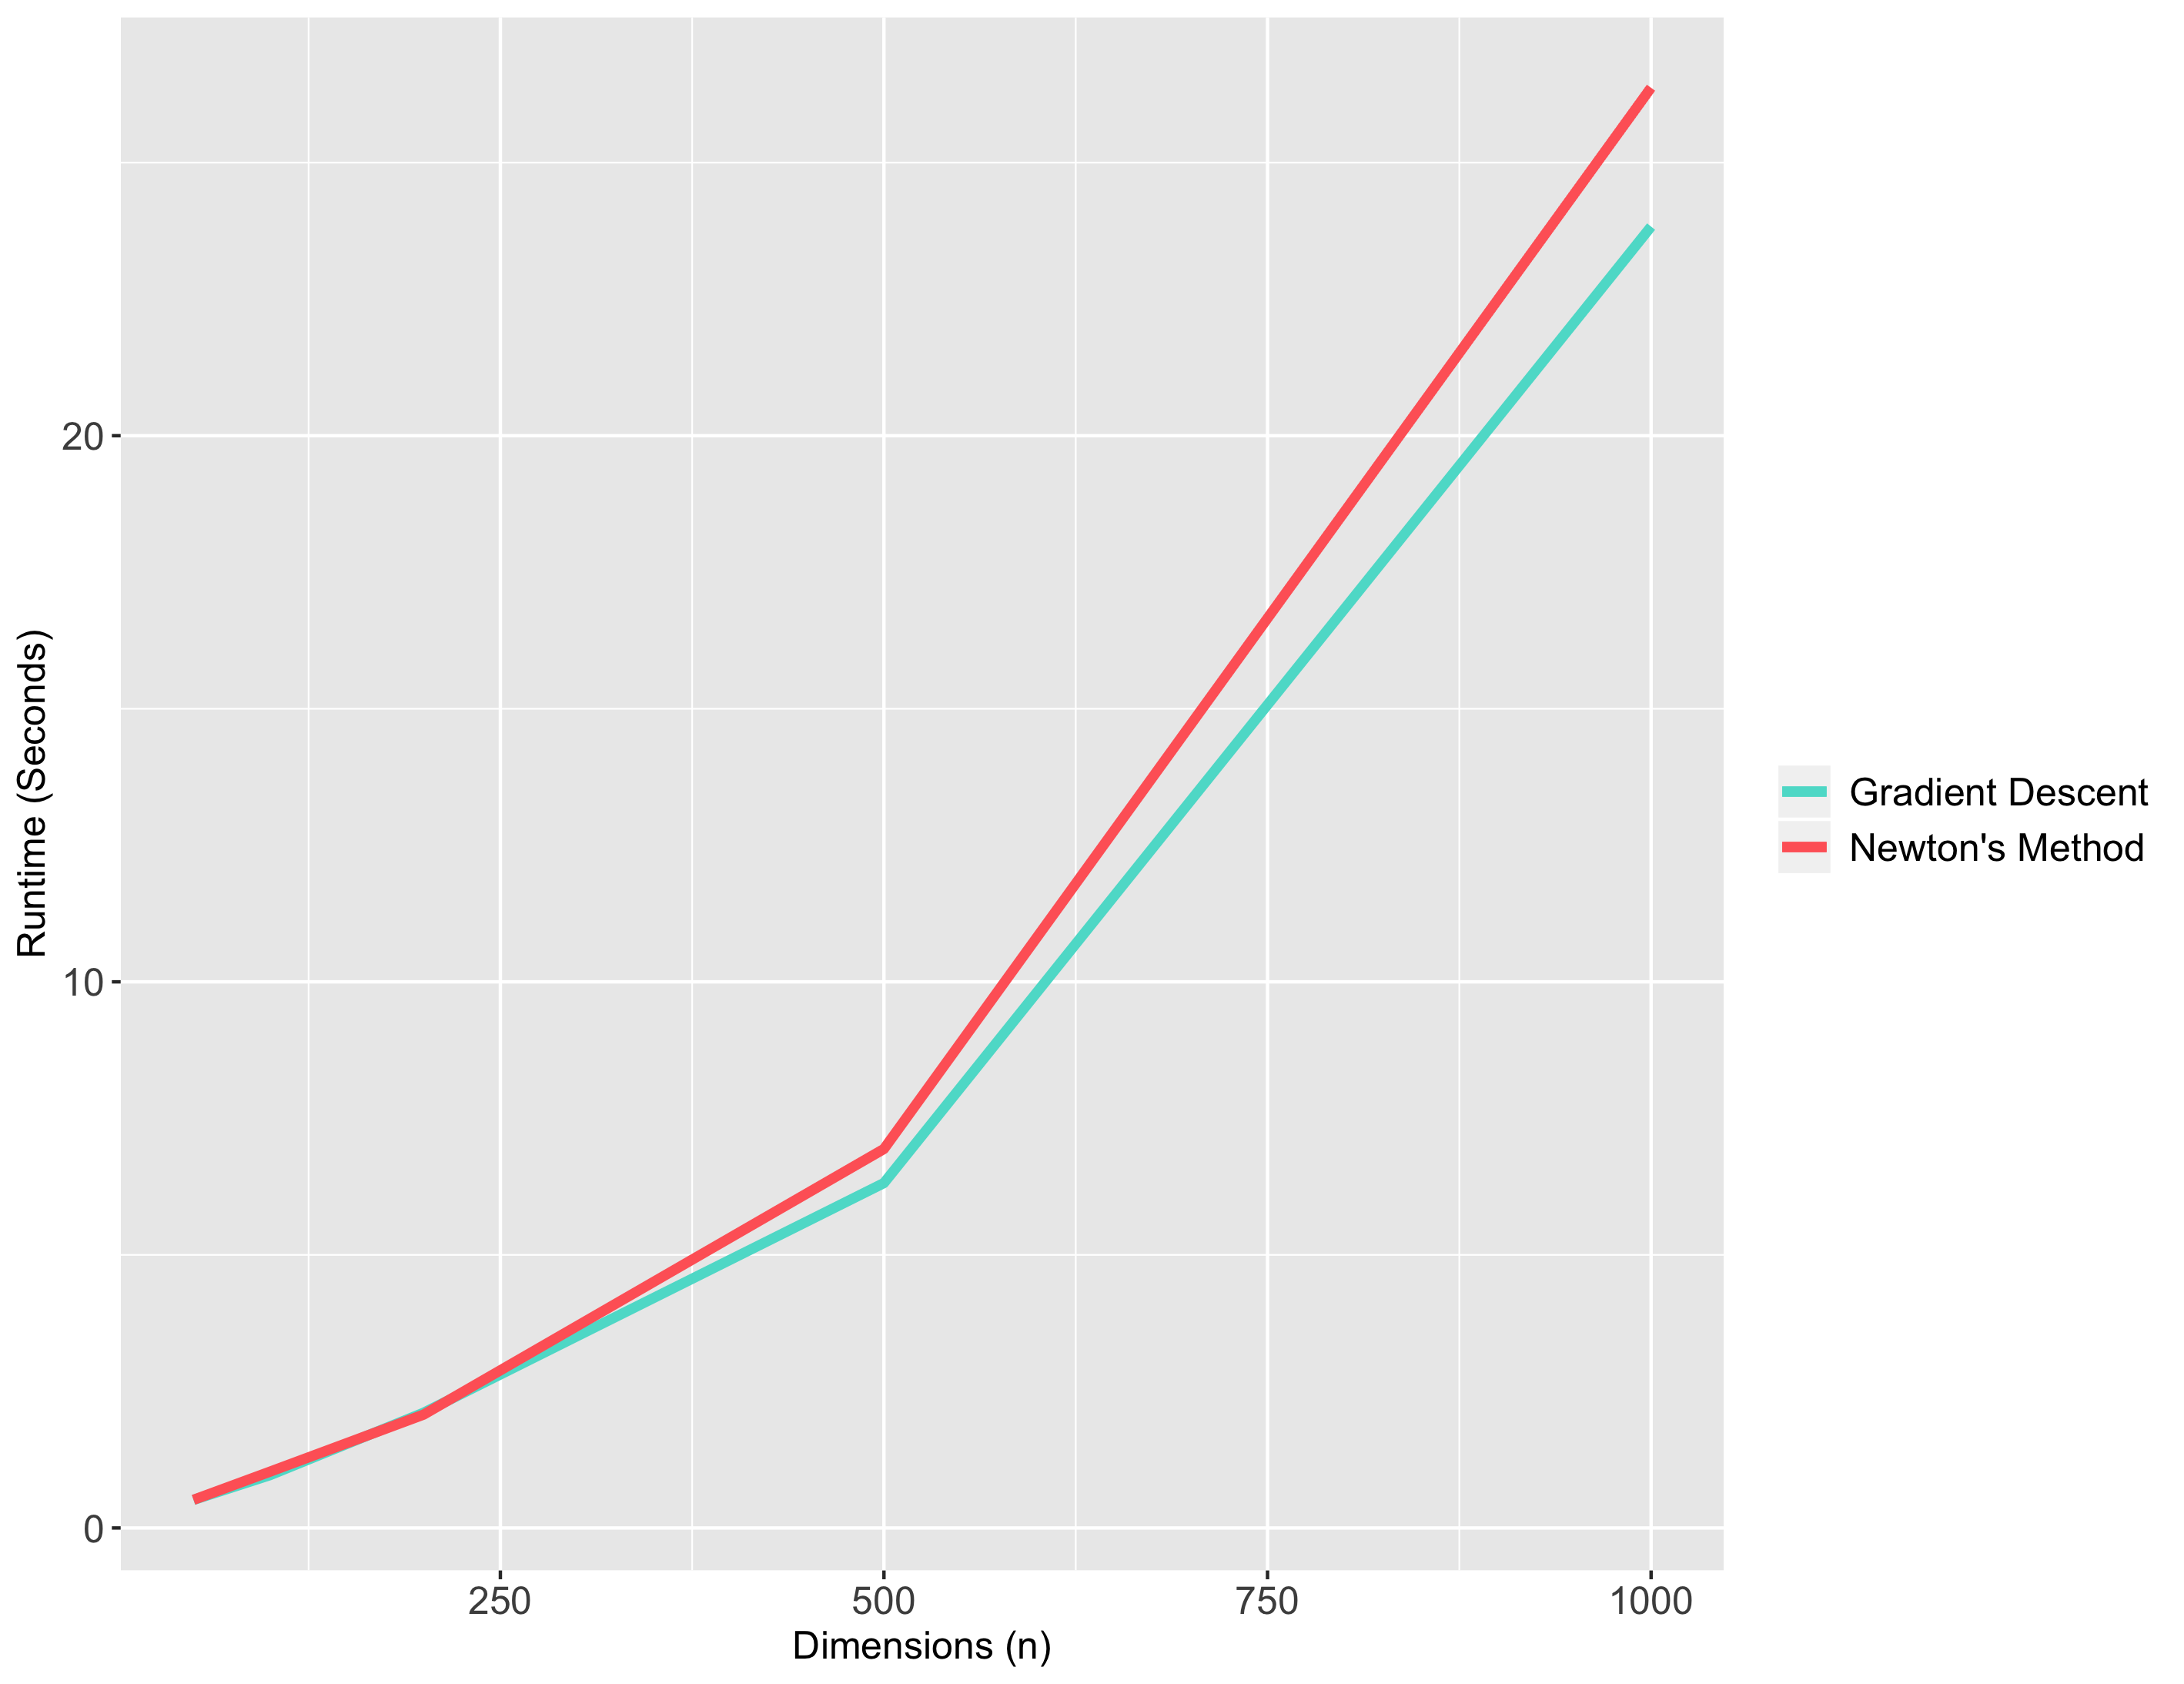 Runtime (Seconds)
20
10
0
250 500 750 1000
Dimensions (n)
Gradient Descent
Newton's Method